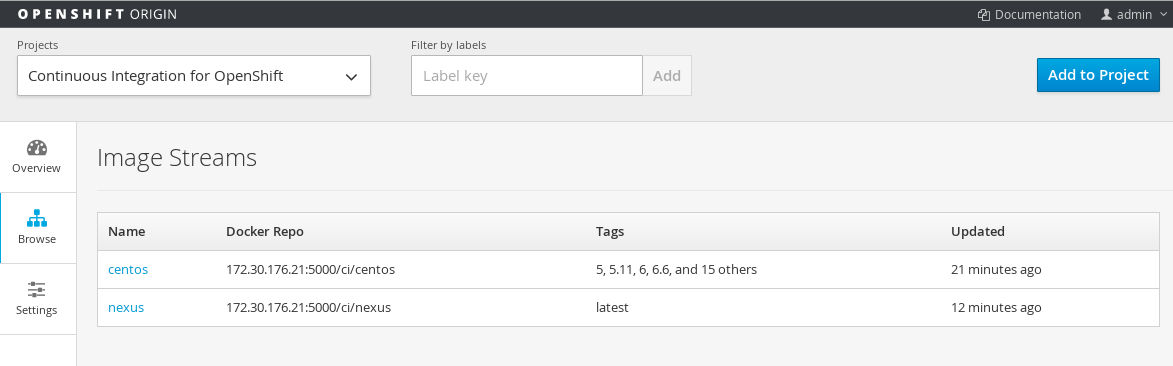 OPENSHIFT ORIGIN Documentation admin
Projects Filter by labels
Continuous Integration for OpenShift Label key Add Add to Project
Overview
Browse
Settings
Image Streams
Name Docker Repo Tags Updated
centos 172.30.176.21:5000/ci/centos 5, 5.11, 6, 6.6, and 15 others 21 minutes ago
nexus 172.30.176.21:5000/ci/nexus latest 12 minutes ago